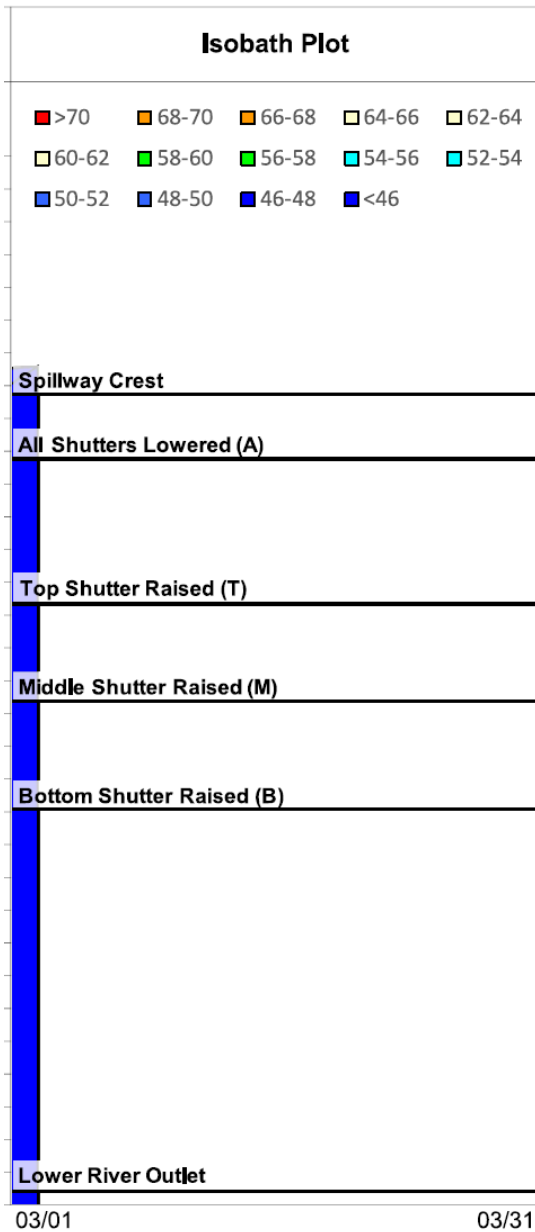 Isobath Plot
>70 68-70 66-68 64-66 62-64
60-62 58-60 56-58 54-56 52-54
50-52 48-50 46-48 <46
Spillway Crest
All Shutters Lowered (A)
Top Shutter Raised (T)
Middle Shutter Raised (M)
Bottom Shutter Raised (B)
Lower River Outlet
03/01 03/31